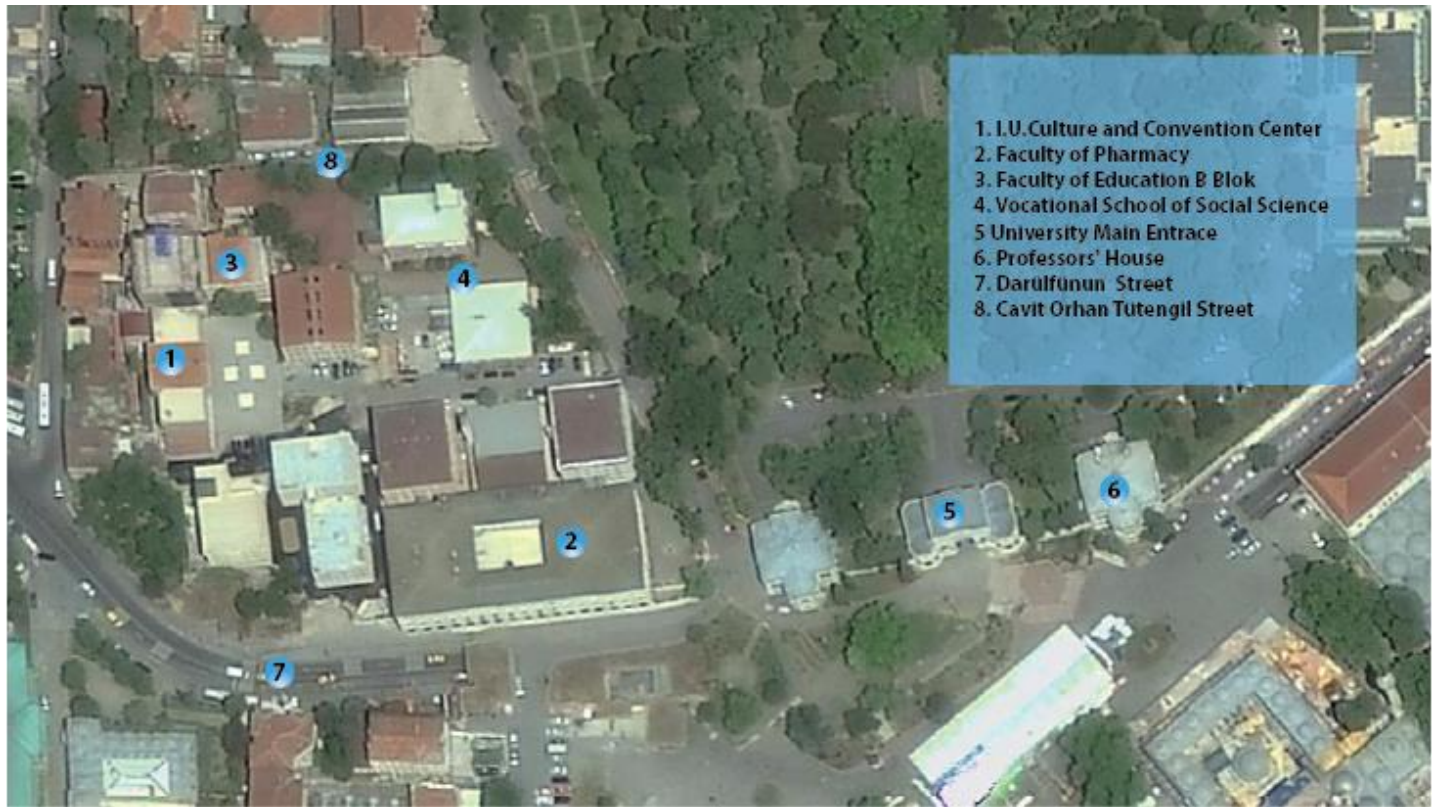 1. I.U.Culture and Convention Center
2. Faculty of Pharmacy
3. Faculty of Education B Blok
4. Vocational School of Social Science
5 University Main Entrace
6. Professors' House
7. Darülfünun Street
8. Cavit Orhan Tutengil Street
8
3
4
1
6
5
2
7